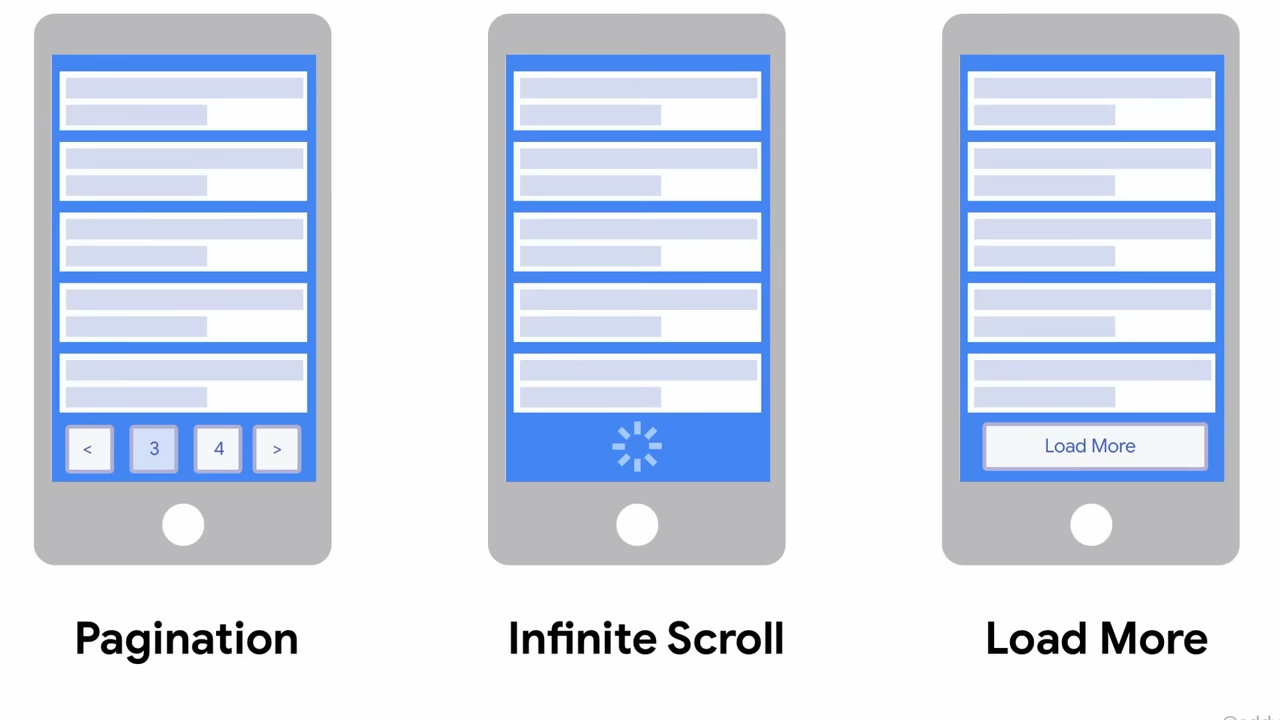 < 3 4 >
Load More
Pagination
Infinite Scroll
Load More